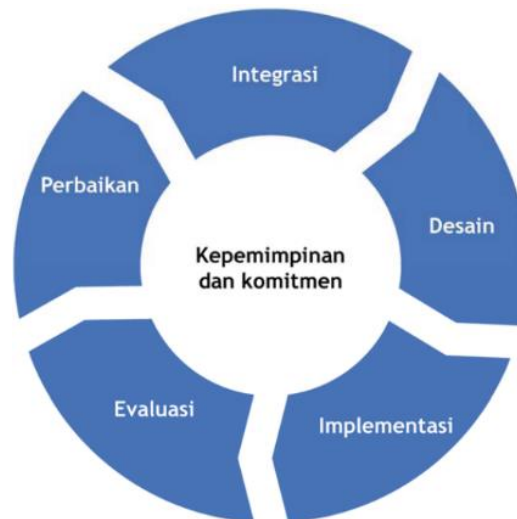 Integrasi
Desain
Implementasi
Evaluasi
Perbaikan
Kepemimpinan
dan komitmen